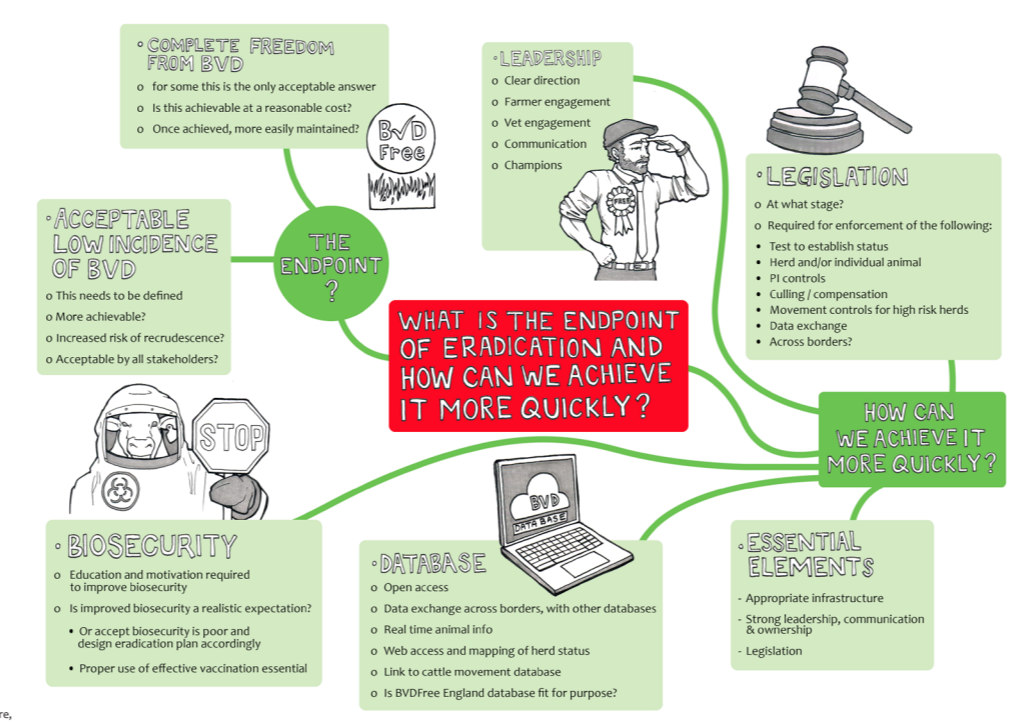 • COMPLETE FREEDOM
FROM BVD
o for some this is the only acceptable answer
o Is this achievable at a reasonable cost?
o Once achieved, more easily maintained?
BVD
Free
• ACCEPTABLE
LOW INCIDENCE
OF BVD
o This needs to be defined
o More achievable?
o Increased risk of recrudescence?
o Acceptable by all stakeholders?
THE
ENDPOINT
?
• LEADERSHIP
o Clear direction
o Farmer engagement
o Vet engagement
o Communication
o Champions
FREE
• LEGISLATION
o At what stage?
o Required for enforcement of the following:
• Test to establish status
• Herd and/or individual animal
• PI controls
• Culling / compensation
• Movement controls for high risk herds
• Data exchange
• Across borders?
WHAT IS THE ENDPOINT
OF ERADICATION AND
HOW CAN WE ACHIEVE
IT MORE QUICKLY?
HOW CAN
WE ACHIEVE IT
MORE QUICKLY?
STOP
• BIOSECURITY
o Education and motivation required
to improve biosecurity
o Is improved biosecurity a realistic expectation?
• Or accept biosecurity is poor and
design eradication plan accordingly
• Proper use of effective vaccination essential
BVD
DATA BASE
• DATABASE
o Open access
o Data exchange across borders, with other databases
o Real time animal info
o Web access and mapping of herd status
o Link to cattle movement database
o Is BVDFree England database fit for purpose?
• ESSENTIAL
ELEMENTS
- Appropriate infrastructure
- Strong leadership, communication
& ownership
- Legislation
re,